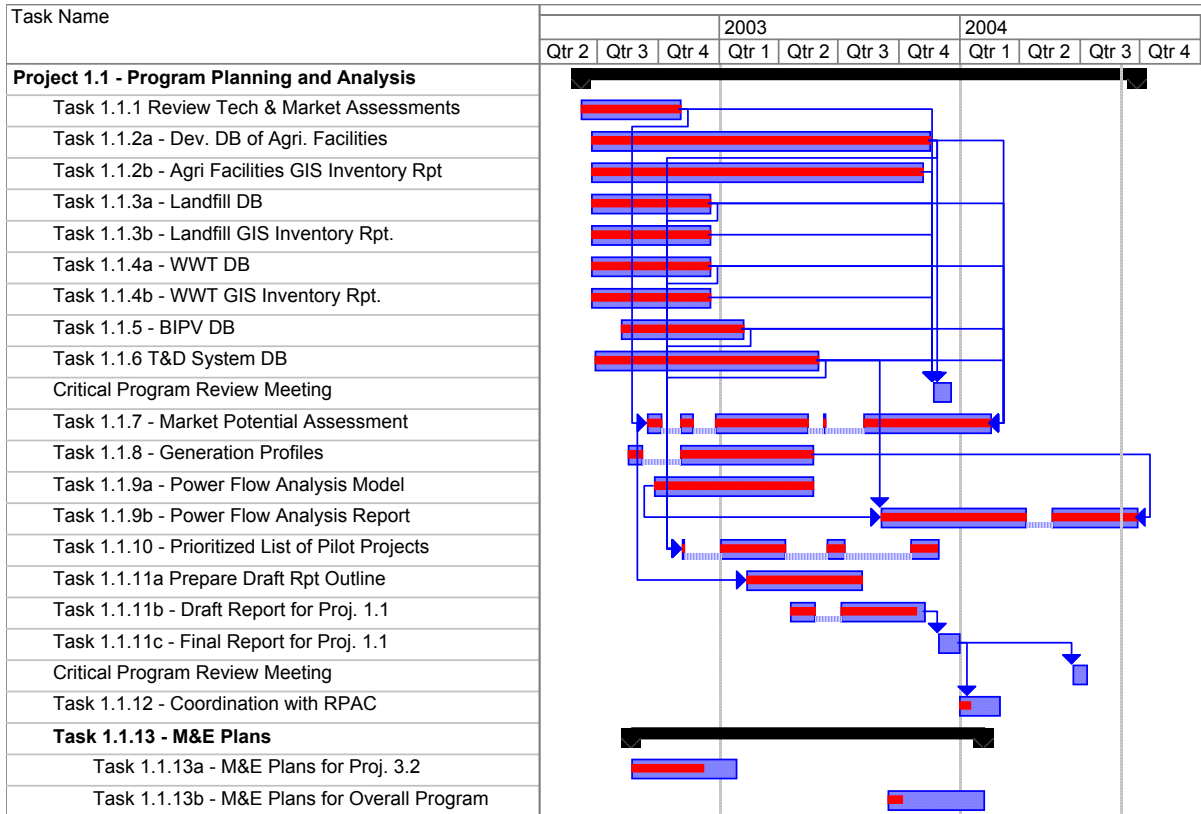 Task Name
2003 2004
Qtr 2 Qtr 3 Qtr 4 Qtr 1 Qtr 2 Qtr 3 Qtr 4 Qtr 1 Qtr 2 Qtr 3 Qtr 4
Project 1.1 - Program Planning and Analysis
Task 1.1.1 Review Tech & Market Assessments
Task 1.1.2a - Dev. DB of Agri. Facilities
Task 1.1.2b - Agri Facilities GIS Inventory Rpt
Task 1.1.3a - Landfill DB
Task 1.1.3b - Landfill GIS Inventory Rpt.
Task 1.1.4a - WWT DB
Task 1.1.4b - WWT GIS Inventory Rpt.
Task 1.1.5 - BIPV DB
Task 1.1.6 T&D System DB
Critical Program Review Meeting
Task 1.1.7 - Market Potential Assessment
Task 1.1.8 - Generation Profiles
Task 1.1.9a - Power Flow Analysis Model
Task 1.1.9b - Power Flow Analysis Report
Task 1.1.10 - Prioritized List of Pilot Projects
Task 1.1.11a Prepare Draft Rpt Outline
Task 1.1.11b - Draft Report for Proj. 1.1
Task 1.1.11c - Final Report for Proj. 1.1
Critical Program Review Meeting
Task 1.1.12 - Coordination with RPAC
Task 1.1.13 - M&E Plans
Task 1.1.13a - M&E Plans for Proj. 3.2
Task 1.1.13b - M&E Plans for Overall Program